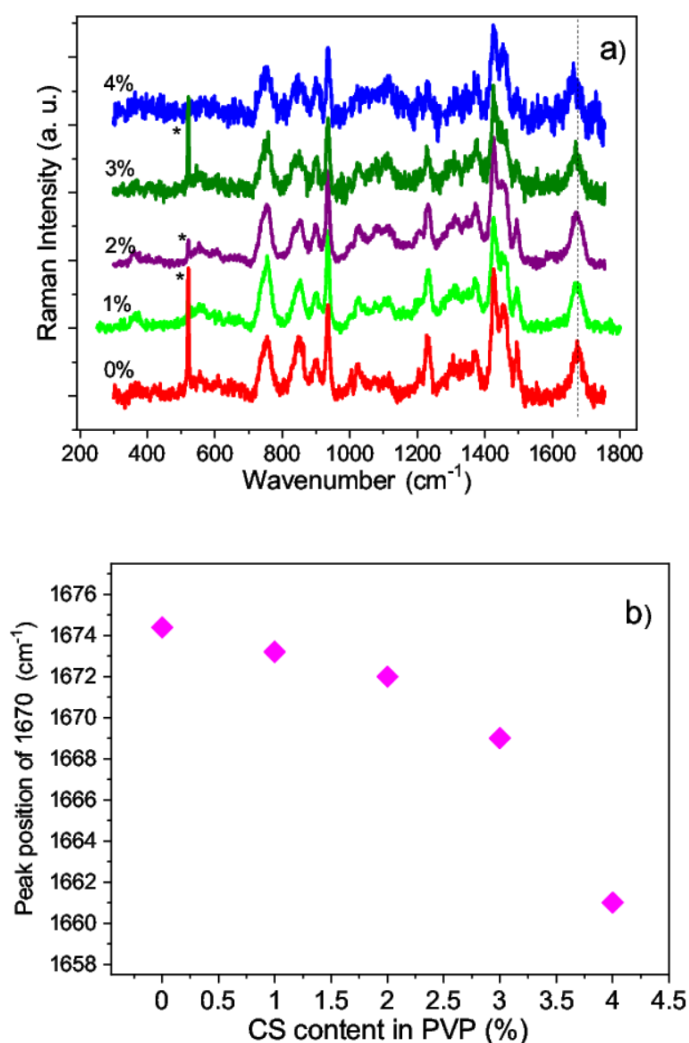 a)
4%
*
3%
*
2%
*
1%
0%
Raman Intensity (a. u.)
200 400 600 800 1000 1200 1400 1600 1800
Wavenumber (cm⁻¹)
b)
1676
1674
1672
1670
1668
1666
1664
1662
1660
1658
Peak position of 1670 (cm⁻¹)
0 0.5 1 1.5 2 2.5 3 3.5 4 4.5
CS content in PVP (%)